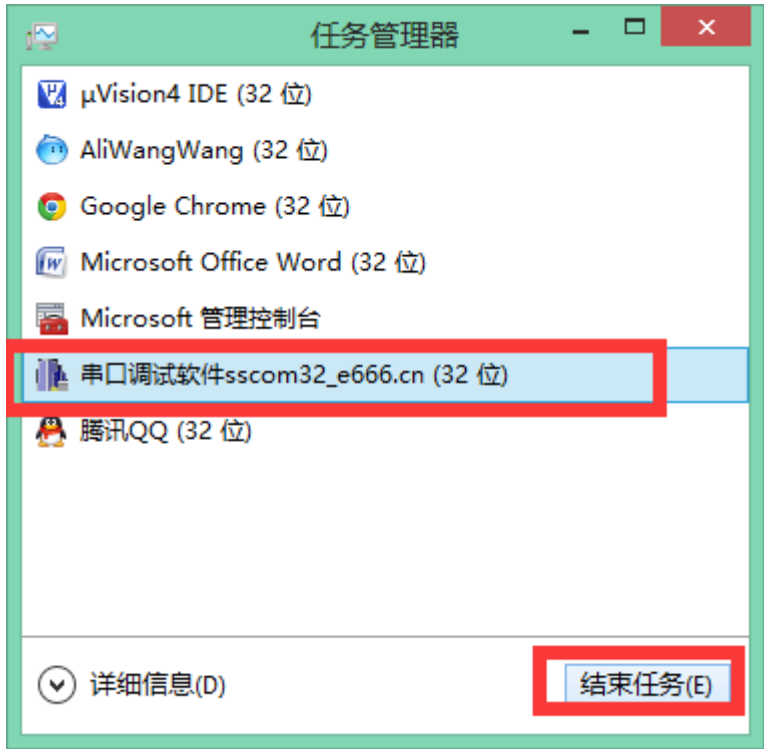 任务管理器
μVision4 IDE (32 位)
AliWangWang (32 位)
Google Chrome (32 位)
Microsoft Office Word (32 位)
Microsoft 管理控制台
串口调试软件sscom32_e666.cn (32 位)
腾讯QQ (32 位)
详细信息(D)
结束任务(E)